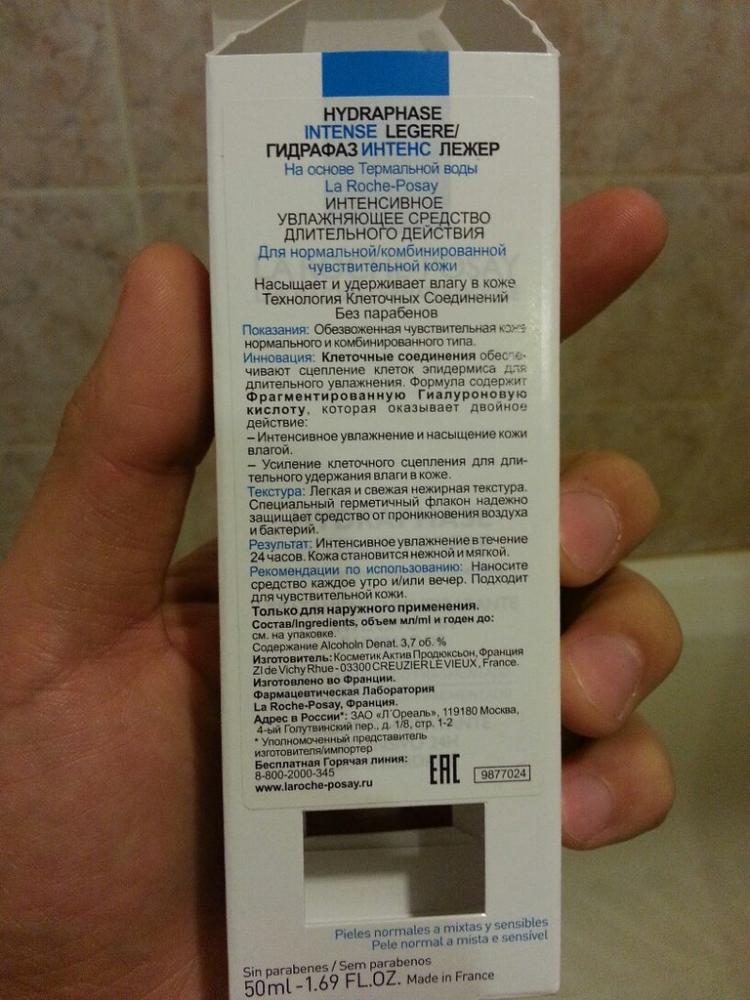 HYDRAPHASE
INTENSE LEGERE/
ГИДРАФАЗ ИНТЕНС ЛЕЖЕР
На основе Термальной воды
La Roche-Posay
ИНТЕНСИВНОЕ
УВЛАЖНЯЮЩЕЕ СРЕДСТВО
ДЛИТЕЛЬНОГО ДЕЙСТВИЯ
Для нормальной/комбинированной
чувствительной кожи
Насыщает и удерживает влагу в коже
Технология Клеточных Соединений
Без парабенов
Показания: Обезвоженная чувствительная кожа
нормального и комбинированного типа.
Инновация: Клеточные соединения обеспе-
чивают сцепление клеток эпидермиса для
длительного увлажнения. Формула содержит
Фрагментированную Гиалуроновую
кислоту, которая оказывает двойное
действие:
– Интенсивное увлажнение и насыщение кожи
влагой.
– Усиление клеточного сцепления для дли-
тельного удержания влаги в коже.
Текстура: Легкая и свежая нежирная текстура.
Специальный герметичный флакон надежно
защищает средство от проникновения воздуха
и бактерий.
Результат: Интенсивное увлажнение в течение
24 часов. Кожа становится нежной и мягкой.
Рекомендации по использованию: Наносите
средство каждое утро и/или вечер. Подходит
для чувствительной кожи.
Только для наружного применения.
Состав/Ingredients, объем мл/ml и годен до:
см. на упаковке.
Содержание Alcoholn Denat. 3,7 об. %
Изготовитель: Косметик Актив Продюксьон, Франция
ZI de Vichy Rhue - 03300 CREUZIER LE VIEUX, France.
Изготовлено во Франции.
Фармацевтическая Лаборатория
La Roche-Posay, Франция.
Адрес в России*: ЗАО «Л`Ореаль», 119180 Москва,
4-ый Голутвинский пер., д. 1/8, стр. 1-2
* Уполномоченный представитель
изготовителя/импортер
Бесплатная Горячая линия:
8-800-2000-345
www.laroche-posay.ru
EAC
9877024
Pieles normales a mixtas y sensibles
Pele normal a mista e sensível
Sin parabenes / Sem parabenos
50ml - 1.69 FL.OZ. Made in France